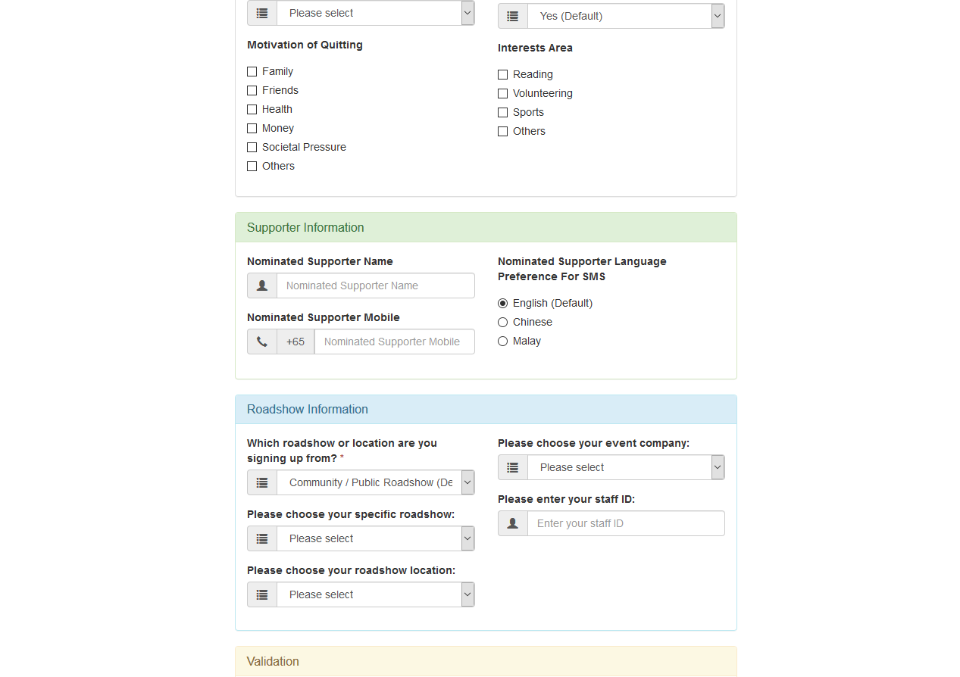 Please select
Yes (Default)
Motivation of Quitting
Family
Friends
Health
Money
Societal Pressure
Others
Interests Area
Reading
Volunteering
Sports
Others
Supporter Information
Nominated Supporter Name
Nominated Supporter Name
Nominated Supporter Mobile
+65 Nominated Supporter Mobile
Nominated Supporter Language
Preference For SMS
English (Default)
Chinese
Malay
Roadshow Information
Which roadshow or location are you
signing up from? *
Community / Public Roadshow (De
Please choose your specific roadshow:
Please select
Please choose your roadshow location:
Please select
Please choose your event company:
Please select
Please enter your staff ID:
Enter your staff ID
Validation